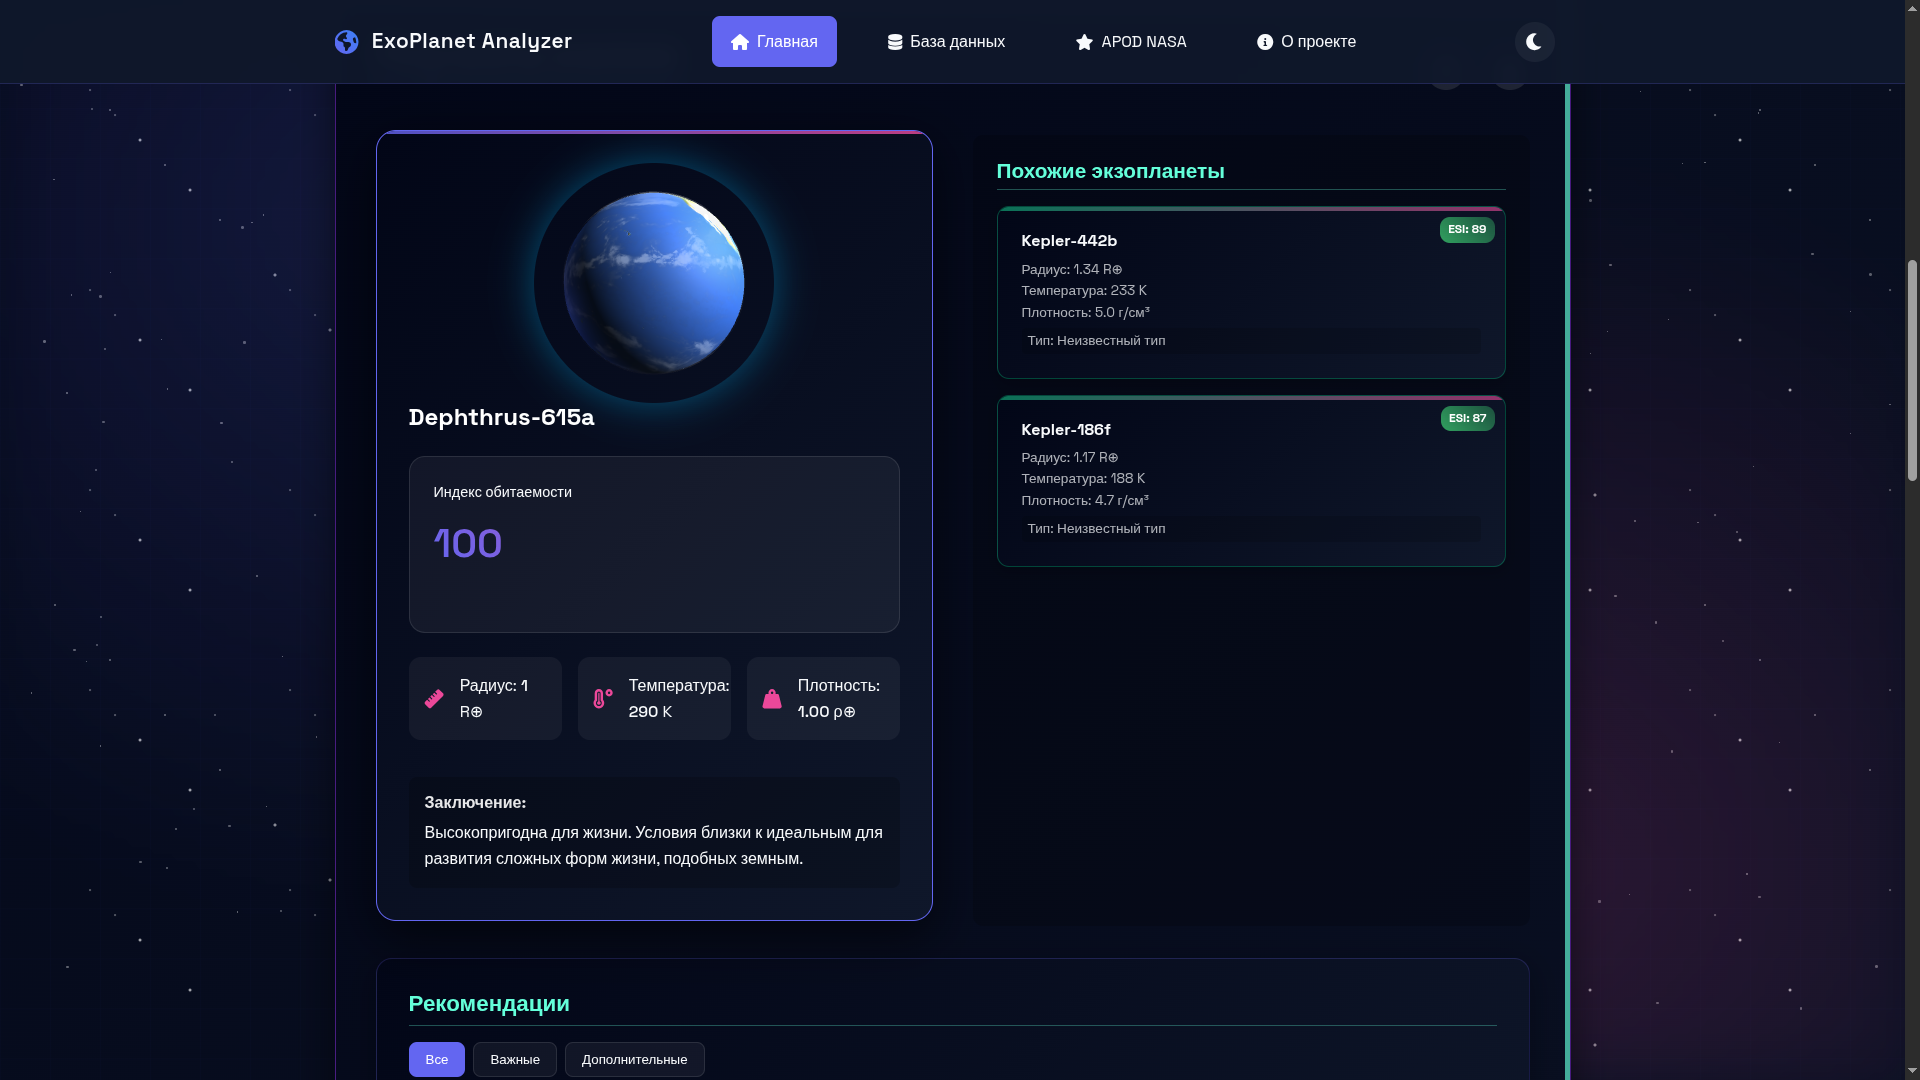 ExoPlanet Analyzer
Главная
База данных
APOD NASA
О проекте
Dephthrus-615a
Индекс обитаемости
100
Радиус: 1
R⊕
Температура:
290 K
Плотность:
1.00 ρ⊕
Заключение:
Высокопригодна для жизни. Условия близки к идеальным для
развития сложных форм жизни, подобных земным.
Похожие экзопланеты
Kepler-442b
ESI: 89
Радиус: 1.34 R⊕
Температура: 233 K
Плотность: 5.0 г/см³
Тип: Неизвестный тип
Kepler-186f
ESI: 87
Радиус: 1.17 R⊕
Температура: 188 K
Плотность: 4.7 г/см³
Тип: Неизвестный тип
Рекомендации
Все
Важные
Дополнительные